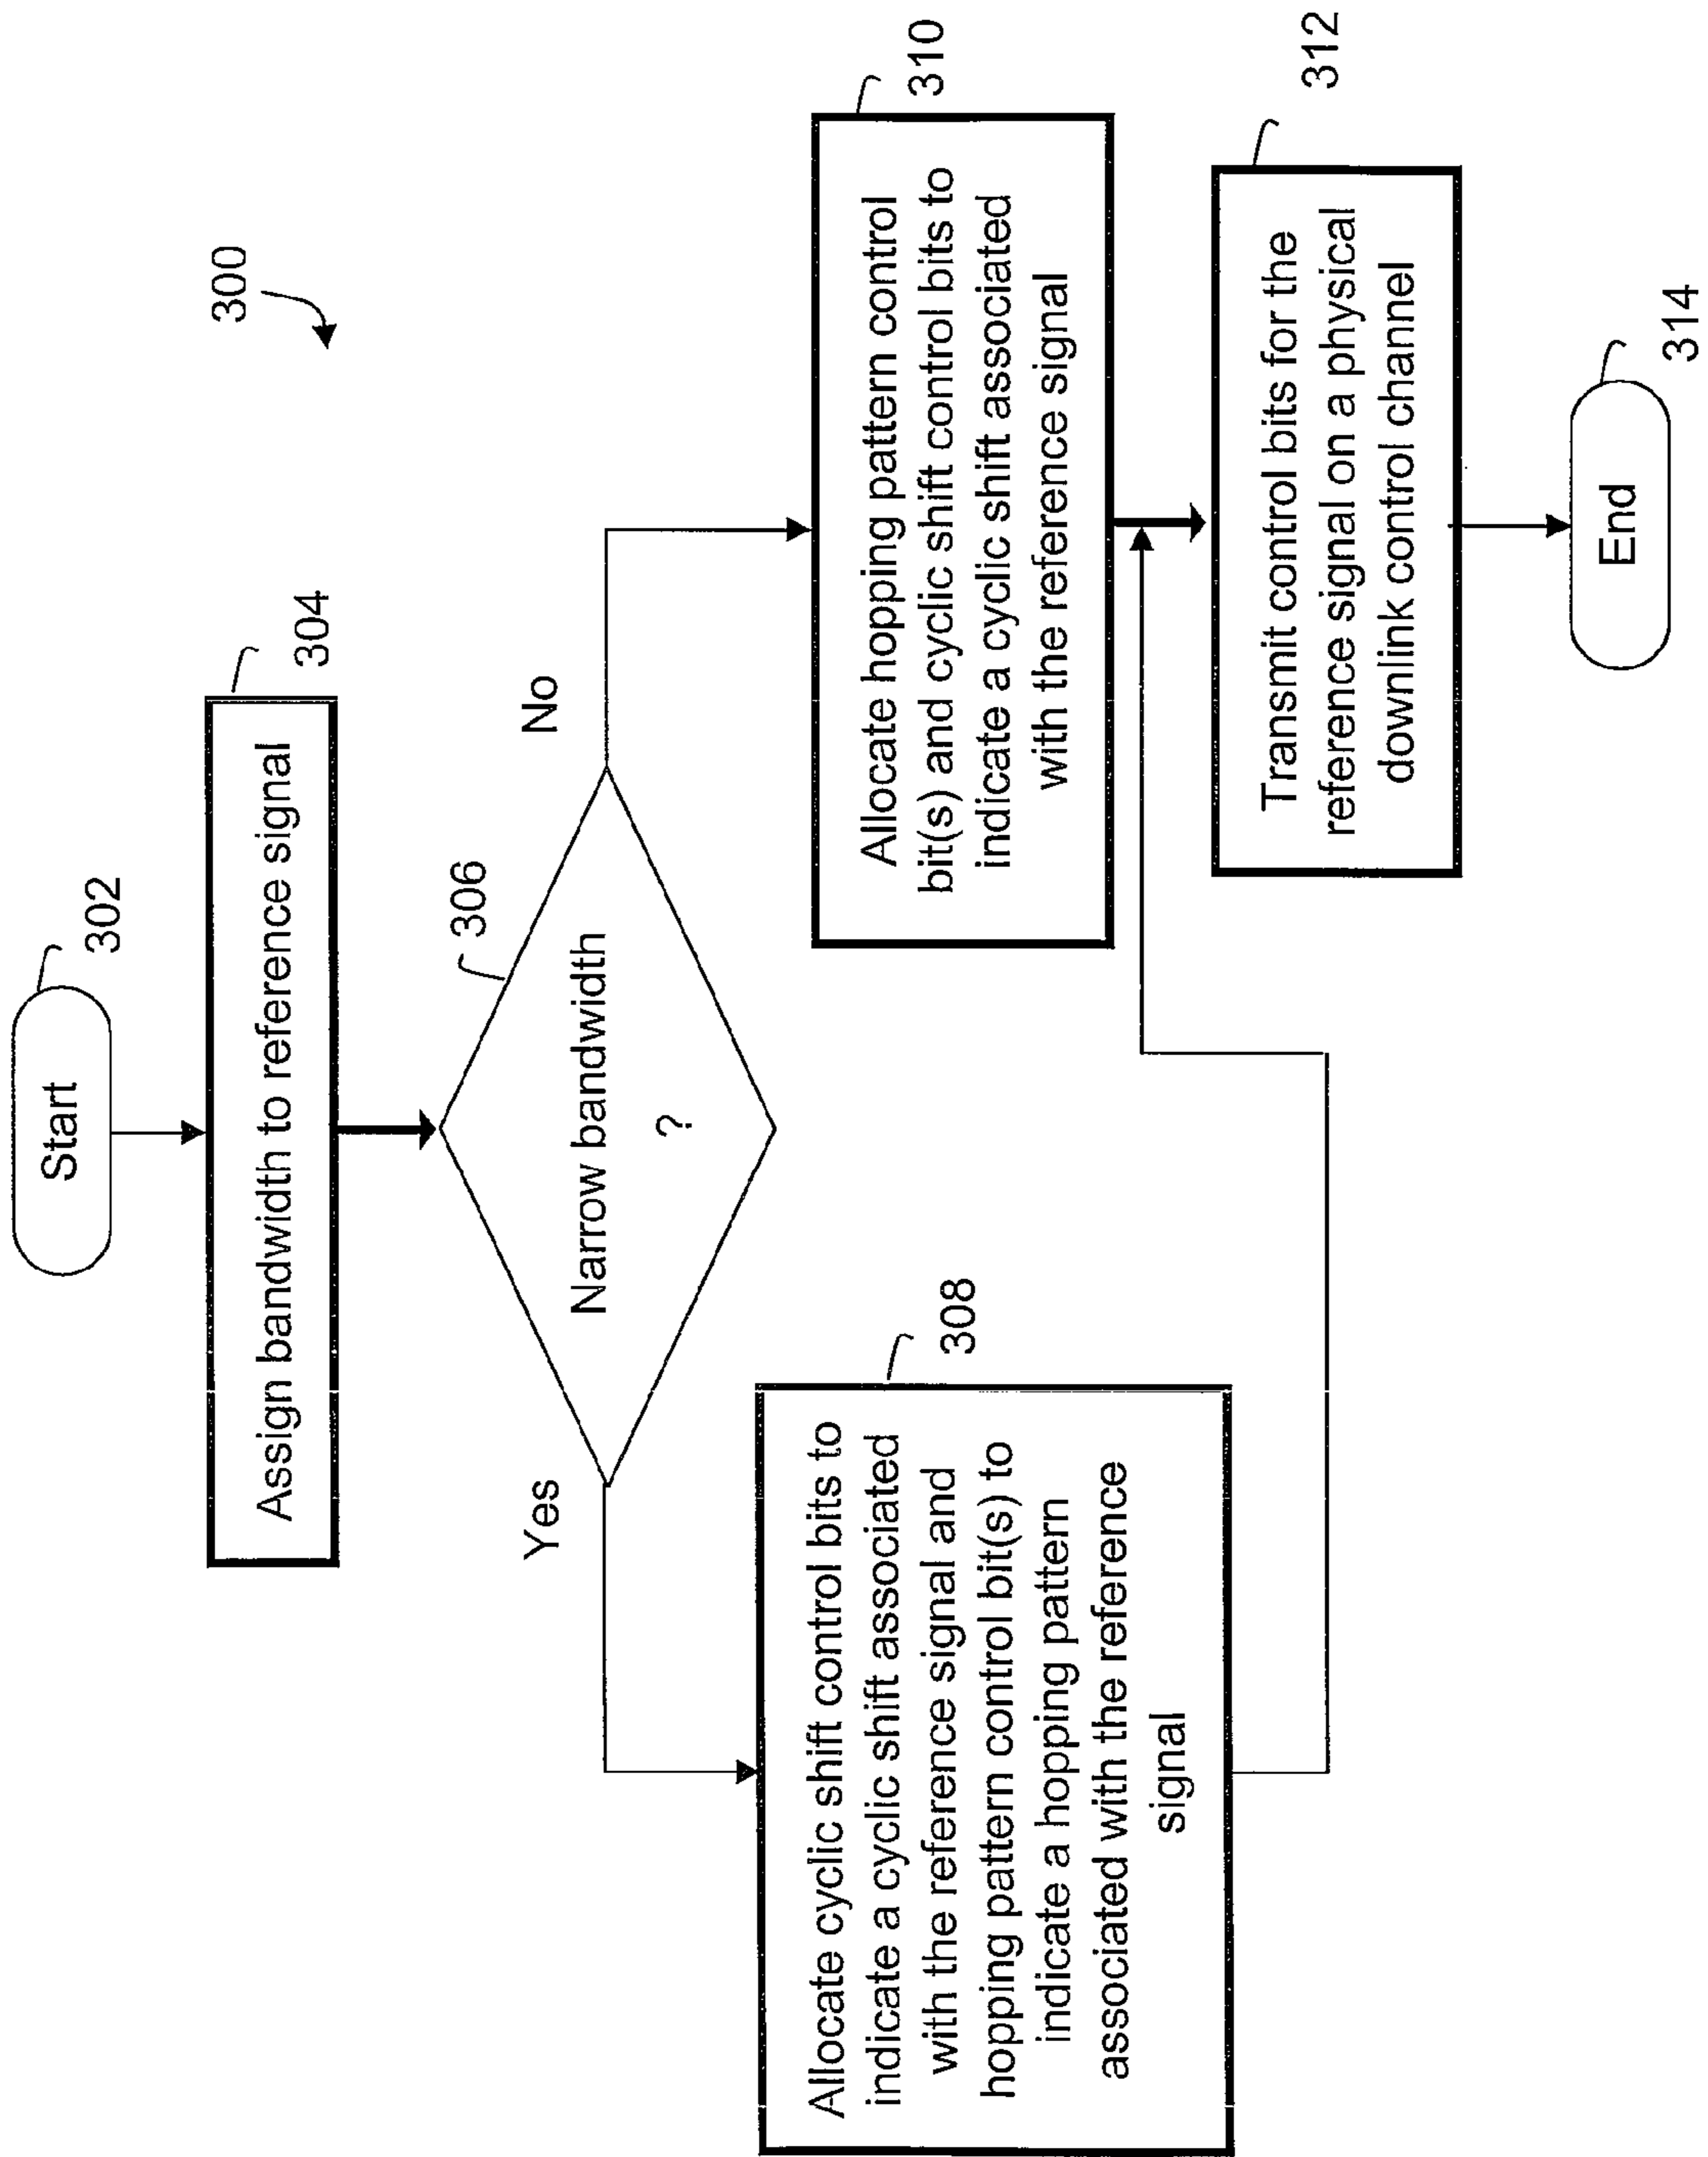 300
Start
302
Assign bandwidth to reference signal
304
Narrow bandwidth
?
306
Yes
No
Allocate cyclic shift control bits to
indicate a cyclic shift associated
with the reference signal and
hopping pattern control bit(s) to
indicate a hopping pattern
associated with the reference
signal
308
Allocate hopping pattern control
bit(s) and cyclic shift control bits to
indicate a cyclic shift associated
with the reference signal
310
Transmit control bits for the
reference signal on a physical
downlink control channel
312
End
314